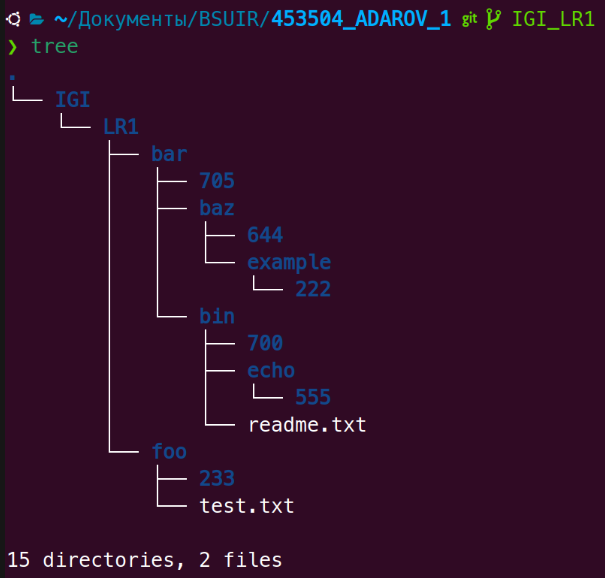 ~/Документы/BSUIR/453504_ADAROV_1 git IGI_LR1
❯ tree
.
└── IGI
    └── LR1
        ├── bar
        │   ├── 705
        │   ├── baz
        │   │   ├── 644
        │   │   └── example
        │   │       └── 222
        │   └── bin
        │       ├── 700
        │       ├── echo
        │       │   └── 555
        │       └── readme.txt
        └── foo
            ├── 233
            └── test.txt
15 directories, 2 files